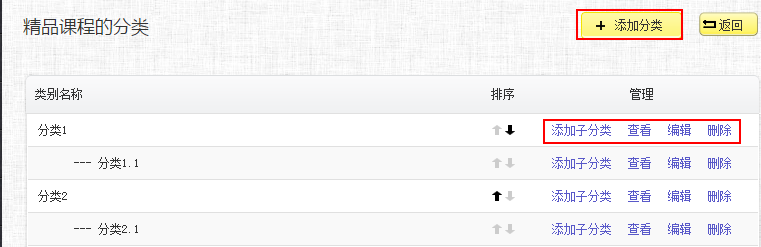 精品课程的分类 + 添加分类 返回
类别名称 排序 管理
分类1 添加子分类 查看 编辑 删除
--- 分类1.1 添加子分类 查看 编辑 删除
分类2 添加子分类 查看 编辑 删除
--- 分类2.1 添加子分类 查看 编辑 删除